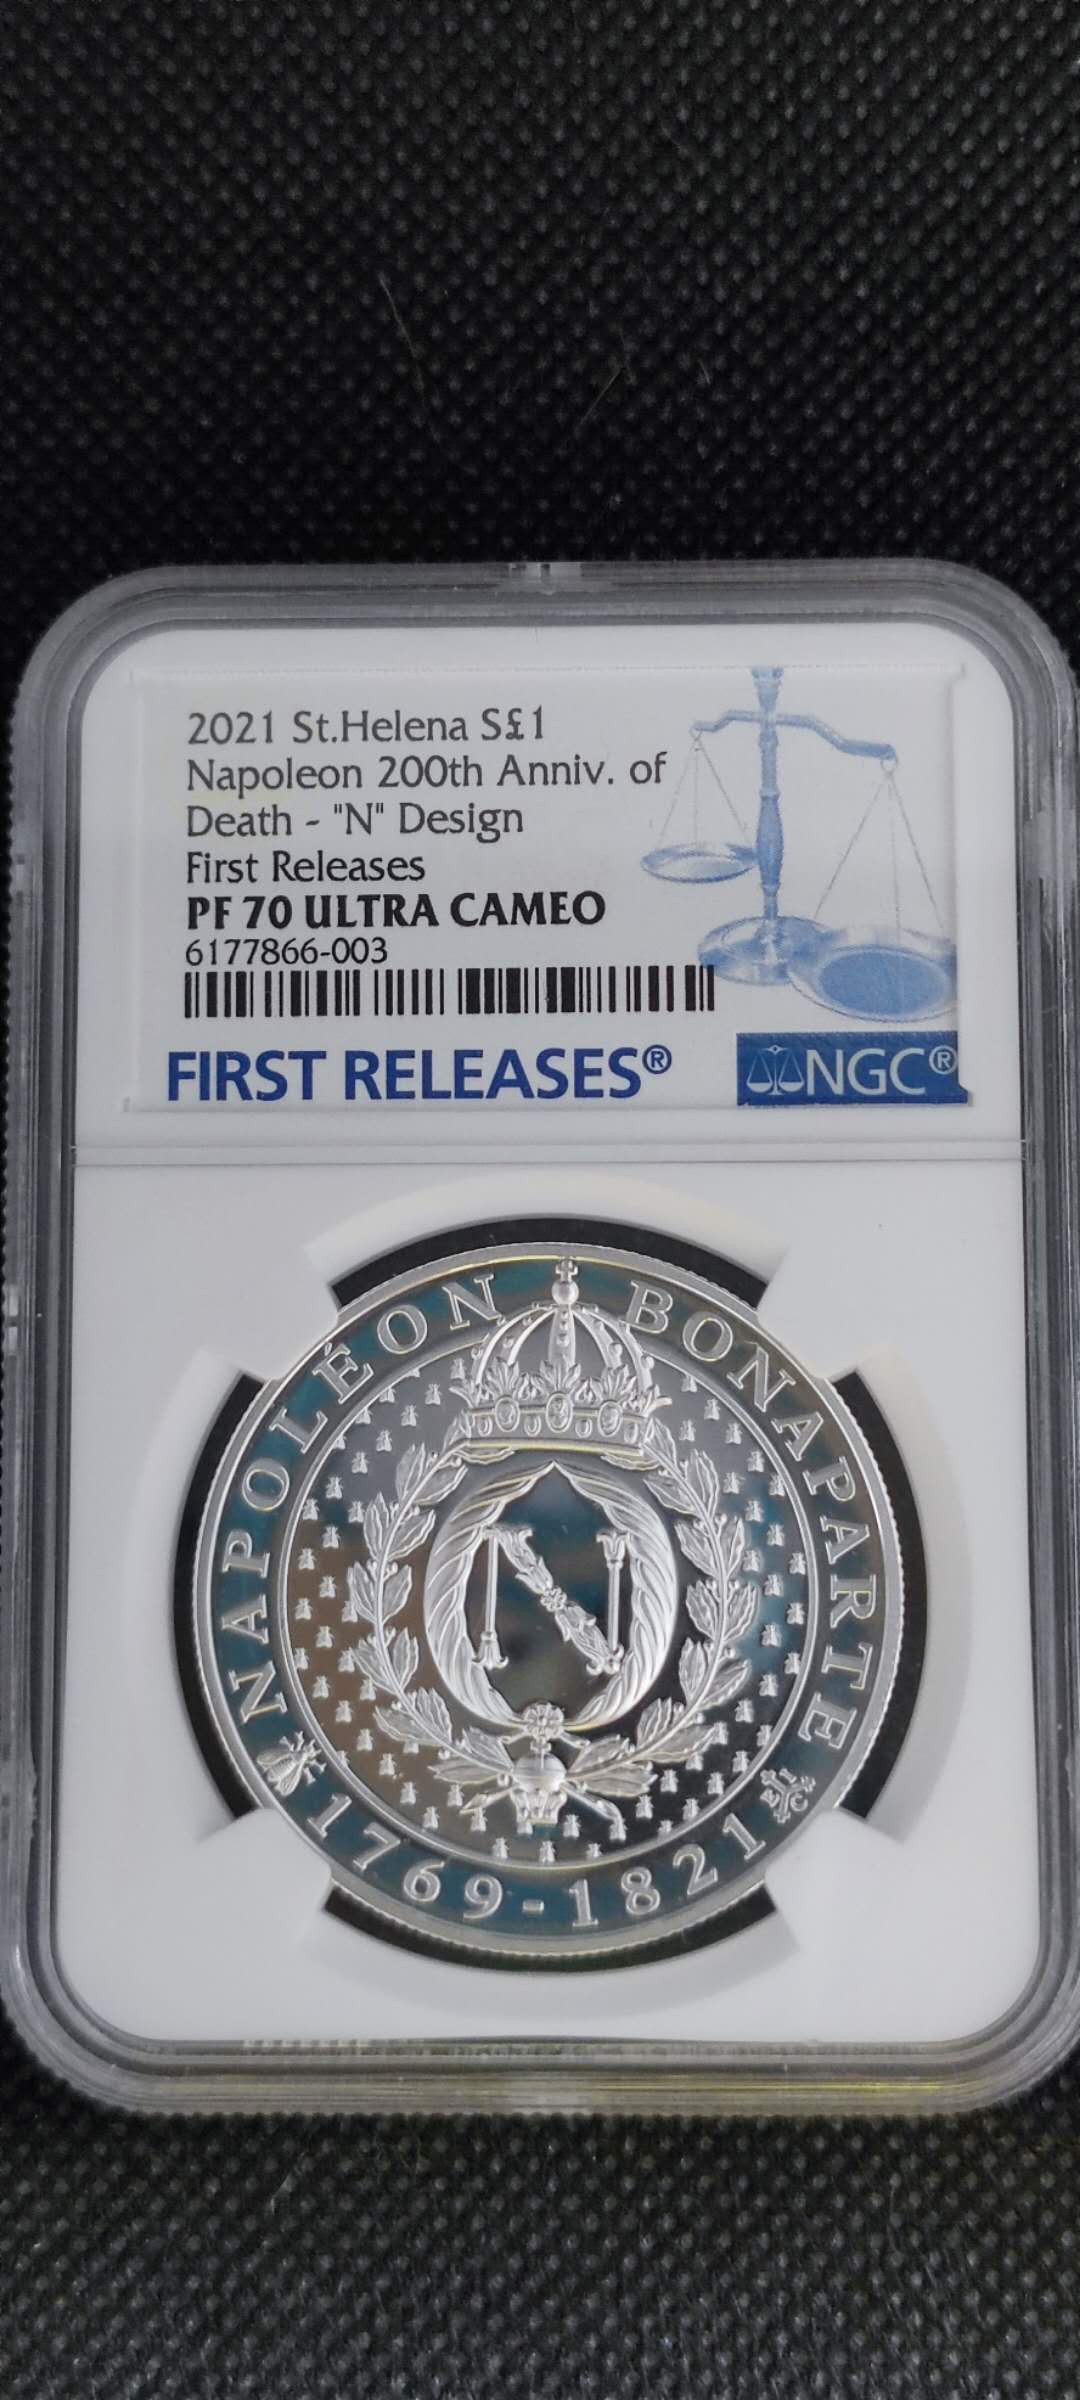 2021 St.Helena S£1
Napoleon 200th Anniv. of
Death - "N" Design
First Releases
PF 70 ULTRA CAMEO
6177866-003
FIRST RELEASES®
NGC®
NAPOLÉON BONAPARTE
N
1769-1821
E I C